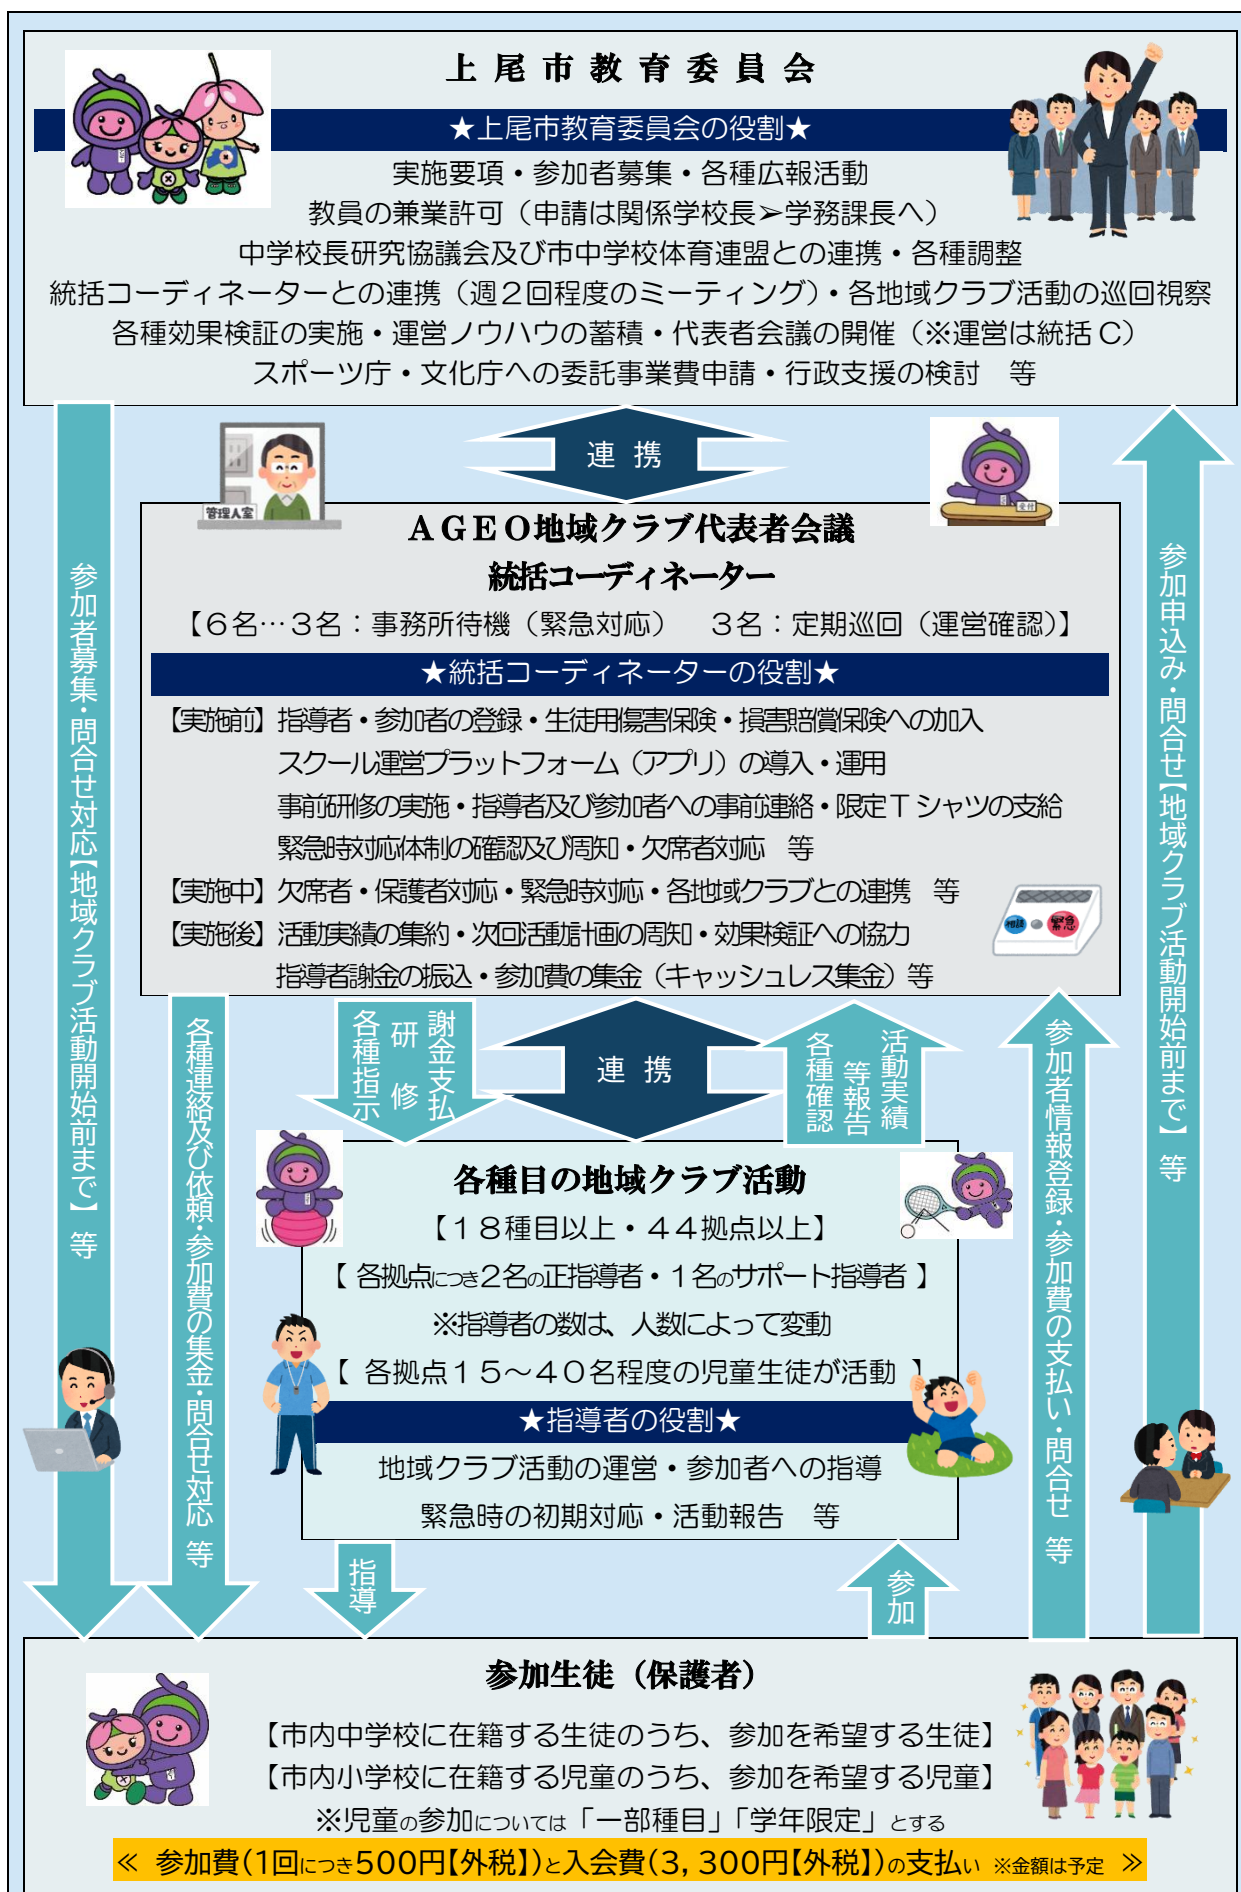 上尾市教育委員会
★上尾市教育委員会の役割★
実施要項・参加者募集・各種広報活動
教員の兼業許可（申請は関係学校長➢学務課長へ）
中学校長研究協議会及び市中学校体育連盟との連携・各種調整
統括コーディネーターとの連携（週２回程度のミーティング）・各地域クラブ活動の巡回視察
各種効果検証の実施・運営ノウハウの蓄積・代表者会議の開催（※運営は統括Ｃ）
スポーツ庁・文化庁への委託事業費申請・行政支援の検討　等
連 携
管理人室
受付
ＡＧＥＯ地域クラブ代表者会議
統括コーディネーター
【６名…３名：事務所待機（緊急対応）　３名：定期巡回（運営確認）】
★統括コーディネーターの役割★
【実施前】指導者・参加者の登録・生徒用傷害保険・損害賠償保険への加入
スクール運営プラットフォーム（アプリ）の導入・運用
事前研修の実施・指導者及び参加者への事前連絡・限定Ｔシャツの支給
緊急時対応体制の確認及び周知・欠席者対応　等
【実施中】欠席者・保護者対応・緊急時対応・各地域クラブとの連携　等
【実施後】活動実績の集約・次回活動計画の周知・効果検証への協力
指導者謝金の振込・参加費の集金（キャッシュレス集金）等
相談
緊急
参加者募集・問合せ対応【地域クラブ活動開始前まで】 等
各種連絡及び依頼・参加費の集金・問合せ対応 等
謝金支払
研 修
各種指示
連 携
活動実績
等報告
各種確認
参加者情報登録・参加費の支払い・問合せ 等
参加申込み・問合せ【地域クラブ活動開始前まで】 等
各種目の地域クラブ活動
【１８種目以上・４４拠点以上】
【 各拠点につき２名の正指導者・１名のサポート指導者 】
※指導者の数は、人数によって変動
【 各拠点１５～４０名程度の児童生徒が活動 】
★指導者の役割★
地域クラブ活動の運営・参加者への指導
緊急時の初期対応・活動報告　等
指導
参加
参加生徒（保護者）
【市内中学校に在籍する生徒のうち、参加を希望する生徒】
【市内小学校に在籍する児童のうち、参加を希望する児童】
※児童の参加については「一部種目」「学年限定」とする
≪ 参加費(１回につき500円【外税】)と入会費(3,300円【外税】)の支払い ※金額は予定 ≫